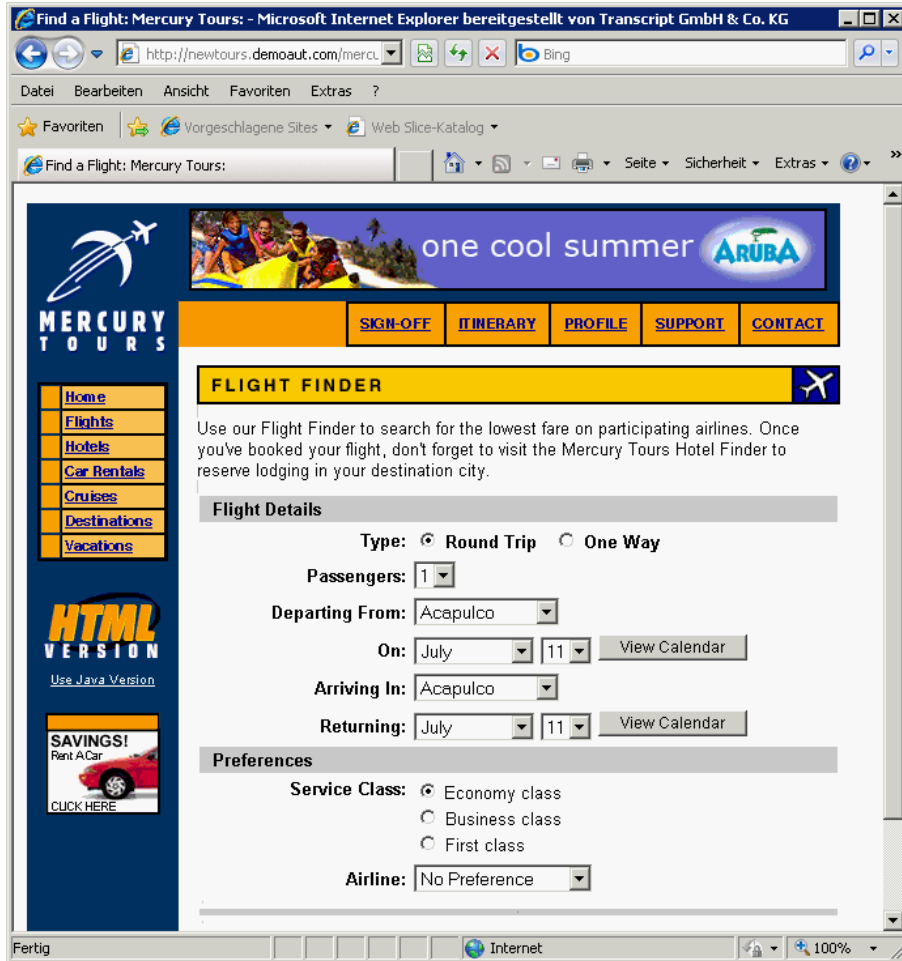 Find a Flight: Mercury Tours: - Microsoft Internet Explorer bereitgestellt von Transcript GmbH & Co. KG
http://newtours.demoaut.com/mercu
Bing
Datei Bearbeiten Ansicht Favoriten Extras ?
Favoriten Vorgeschlagene Sites Web Slice-Katalog
Find a Flight: Mercury Tours: Seite Sicherheit Extras »
one cool summer ARUBA
MERCURY
TOURS
SIGN-OFF ITINERARY PROFILE SUPPORT CONTACT
Home
Flights
Hotels
Car Rentals
Cruises
Destinations
Vacations
HTML
VERSION
Use Java Version
SAVINGS!
Rent A Car
CLICK HERE
FLIGHT FINDER
Use our Flight Finder to search for the lowest fare on participating airlines. Once
you've booked your flight, don't forget to visit the Mercury Tours Hotel Finder to
reserve lodging in your destination city.
Flight Details
Type: Round Trip One Way
Passengers: 1
Departing From: Acapulco
On: July 11 View Calendar
Arriving In: Acapulco
Returning: July 11 View Calendar
Preferences
Service Class: Economy class
Business class
First class
Airline: No Preference
Fertig Internet 100%